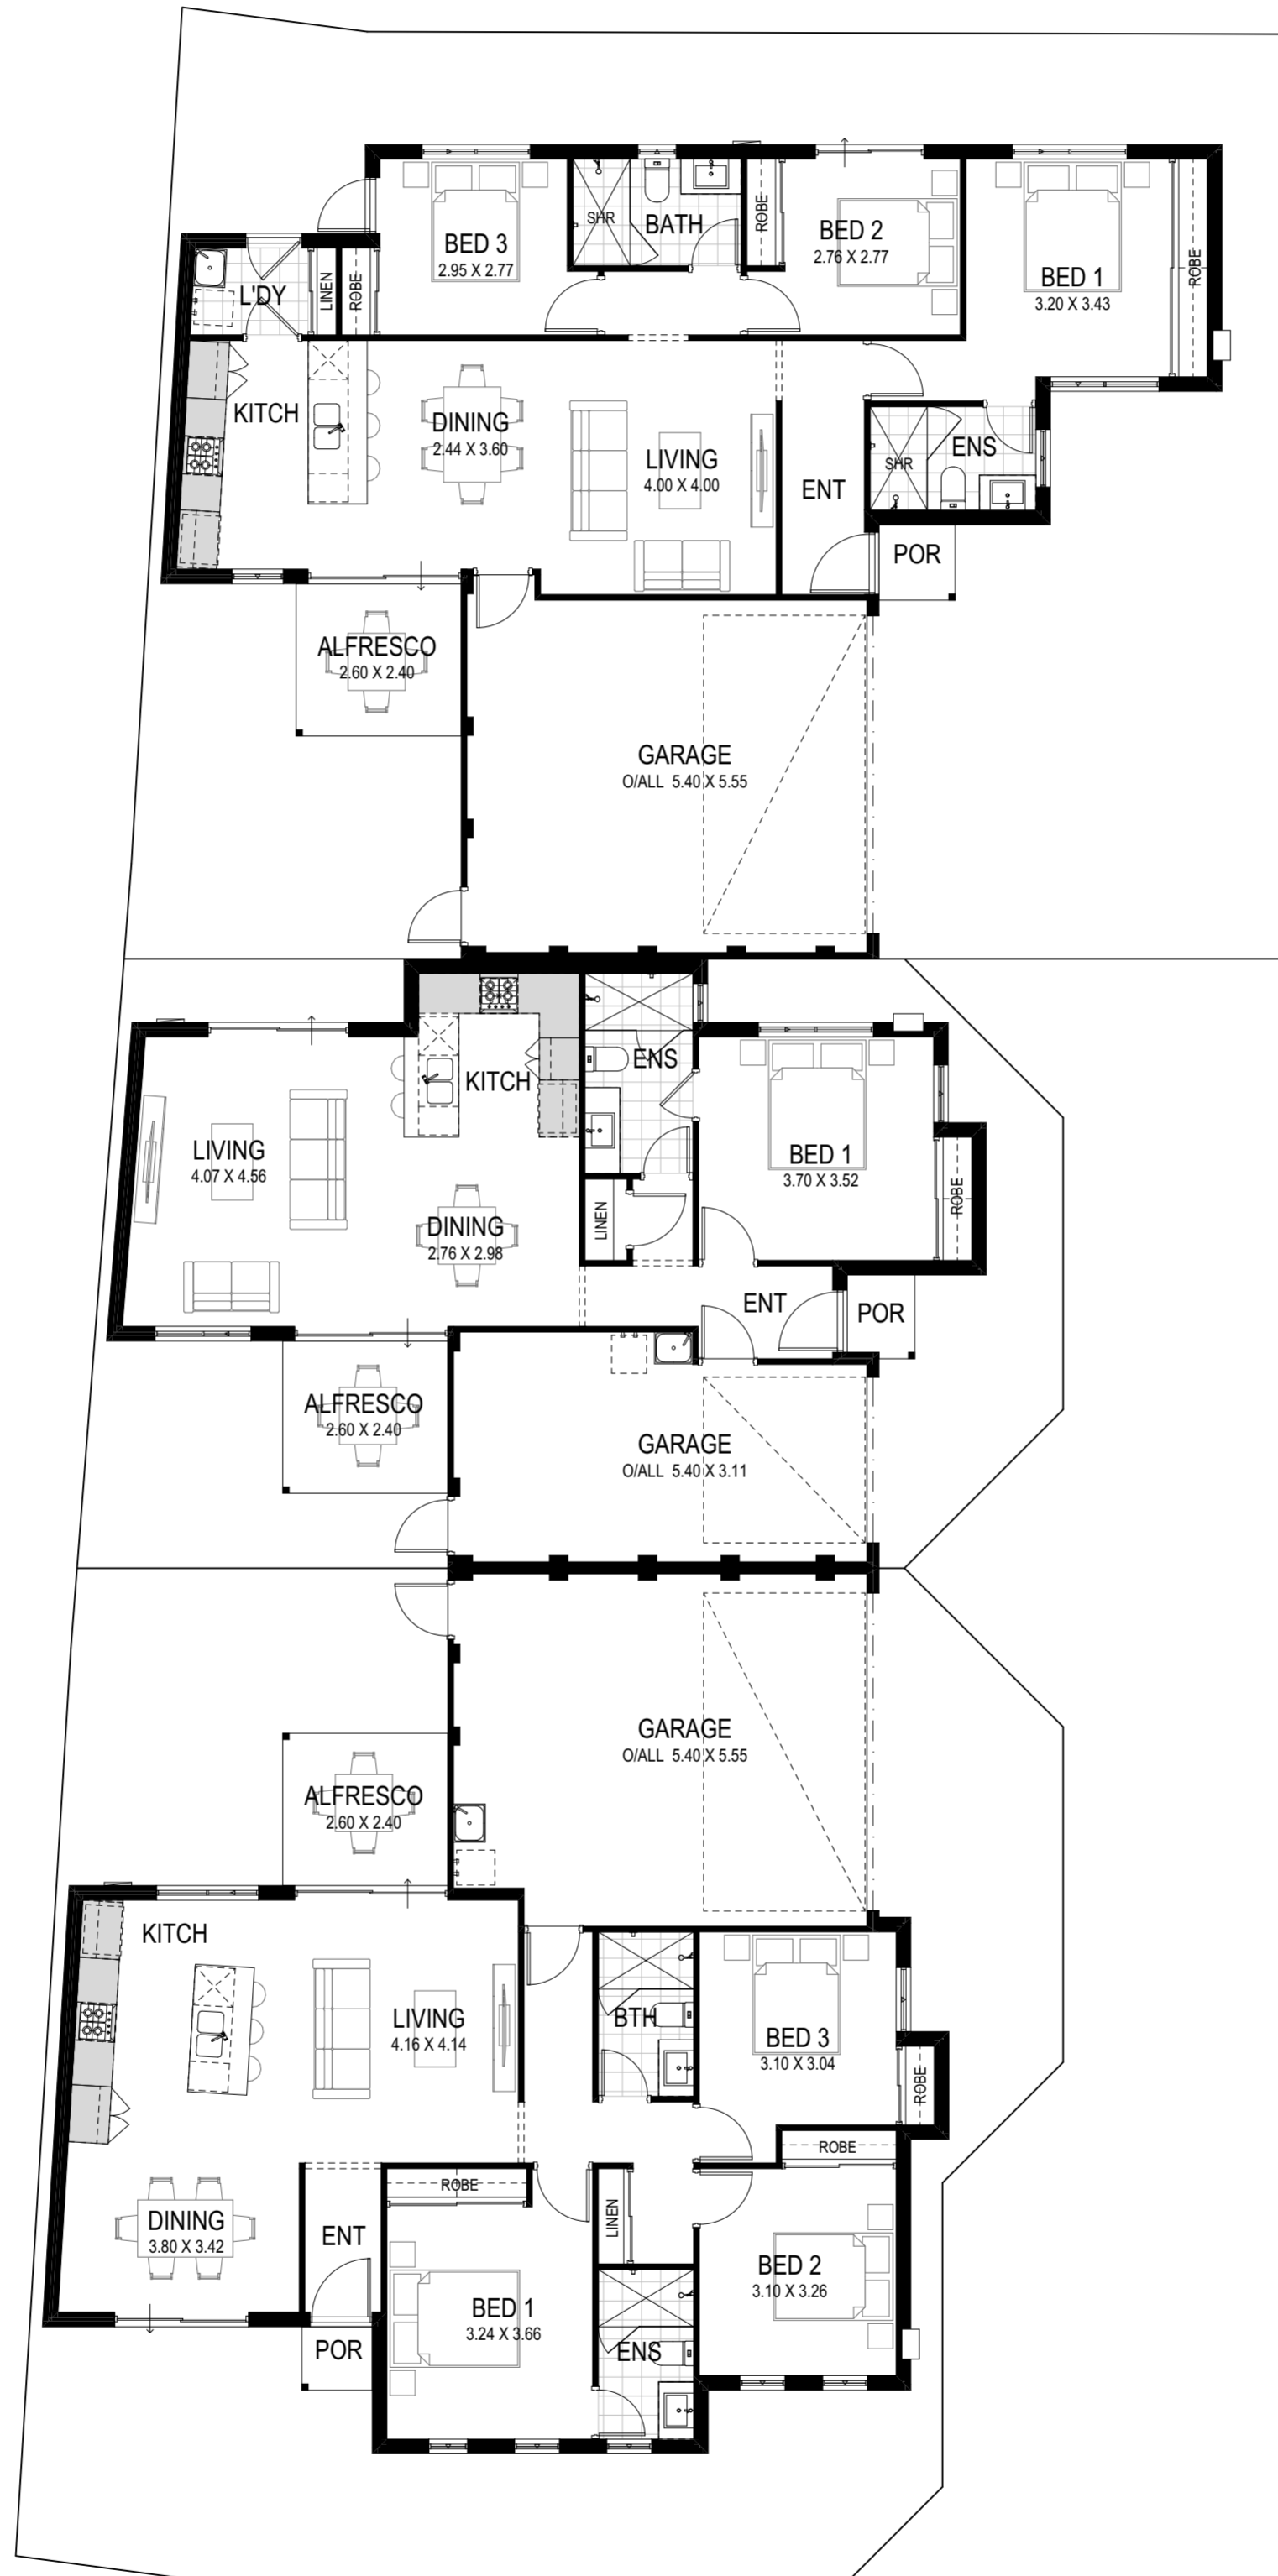 BED 3
2.95 X 2.77
SHR
BATH
ROBE
BED 2
2.76 X 2.77
BED 1
3.20 X 3.43
ROBE
L'DY
LINEN
ROBE
KITCH
DINING
2.44 X 3.60
LIVING
4.00 X 4.00
ENT
SHR
ENS
POR
ALFRESCO
2.60 X 2.40
GARAGE
O/ALL 5.40 X 5.55
KITCH
ENS
LIVING
4.07 X 4.56
BED 1
3.70 X 3.52
ROBE
DINING
2.76 X 2.98
LINEN
ENT
POR
ALFRESCO
2.60 X 2.40
GARAGE
O/ALL 5.40 X 3.11
GARAGE
O/ALL 5.40 X 5.55
ALFRESCO
2.60 X 2.40
KITCH
LIVING
4.16 X 4.14
BTH
BED 3
3.10 X 3.04
ROBE
ROBE
ROBE
DINING
3.80 X 3.42
ENT
LINEN
BED 2
3.10 X 3.26
BED 1
3.24 X 3.66
POR
ENS